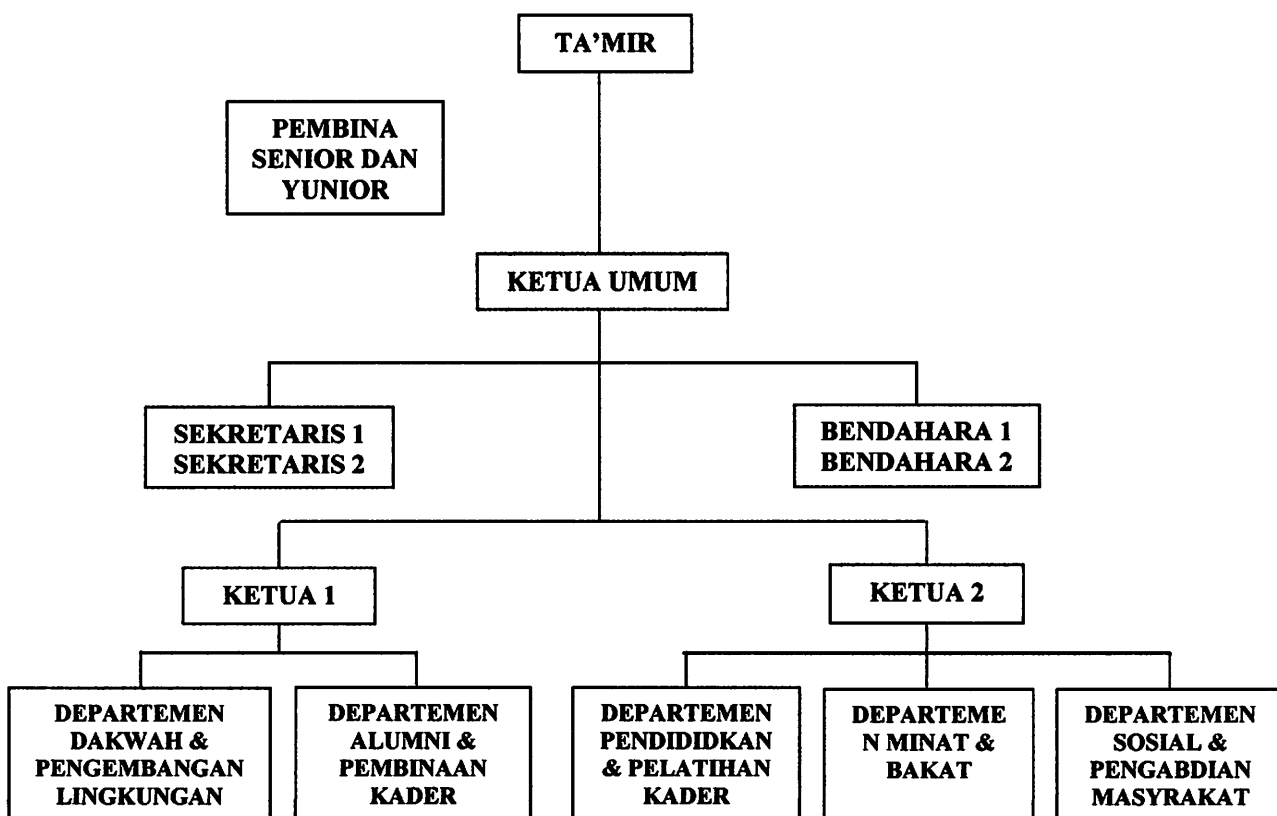 TA’MIR
PEMBINA
SENIOR DAN
YUNIOR
KETUA UMUM
SEKRETARIS 1
SEKRETARIS 2
BENDAHARA 1
BENDAHARA 2
KETUA 1
KETUA 2
DEPARTEMEN
DAKWAH &
PENGEMBANGAN
LINGKUNGAN
DEPARTEMEN
ALUMNI &
PEMBINAAN
KADER
DEPARTEMEN
PENDIDIDKAN
& PELATIHAN
KADER
DEPARTEME
N MINAT &
BAKAT
DEPARTEMEN
SOSIAL &
PENGABDIAN
MASYRAKAT